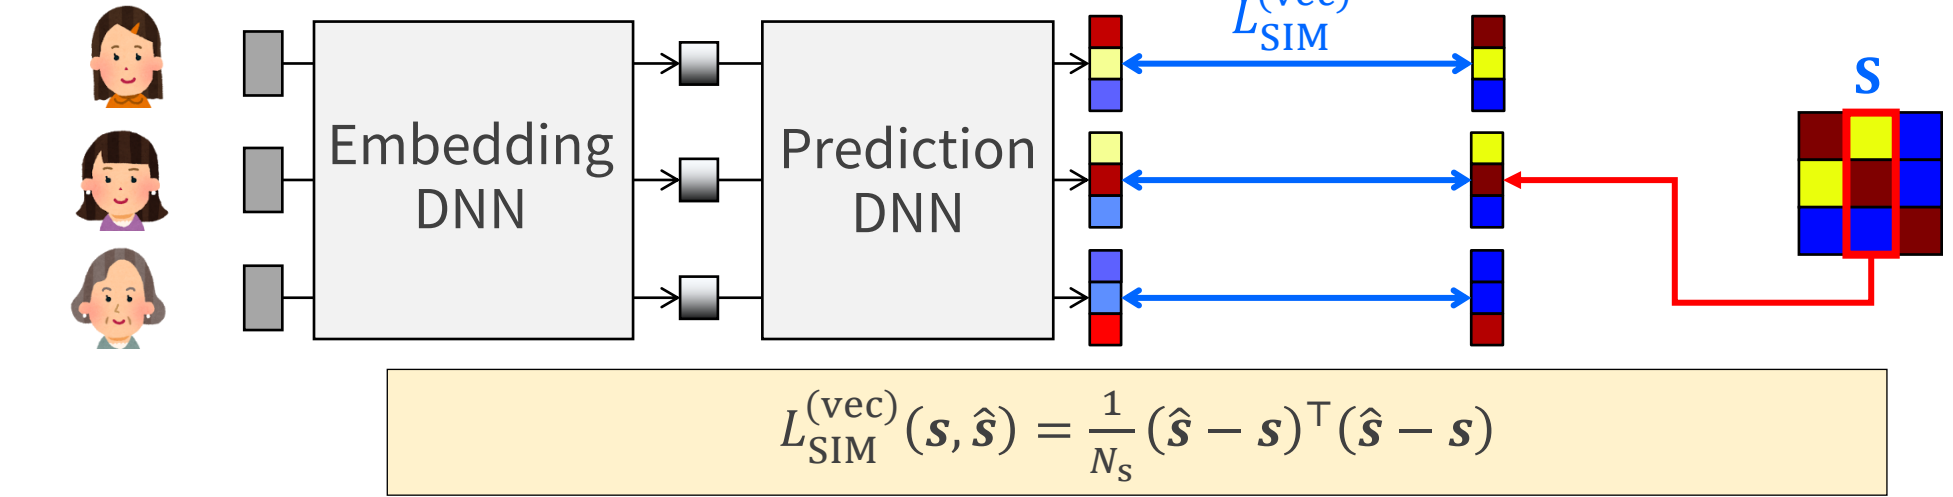 L_SIM^(vec)
S
Embedding
DNN
Prediction
DNN
L_SIM^(vec)(s, ŝ) = 1/N_s (ŝ − s)^⊤(ŝ − s)